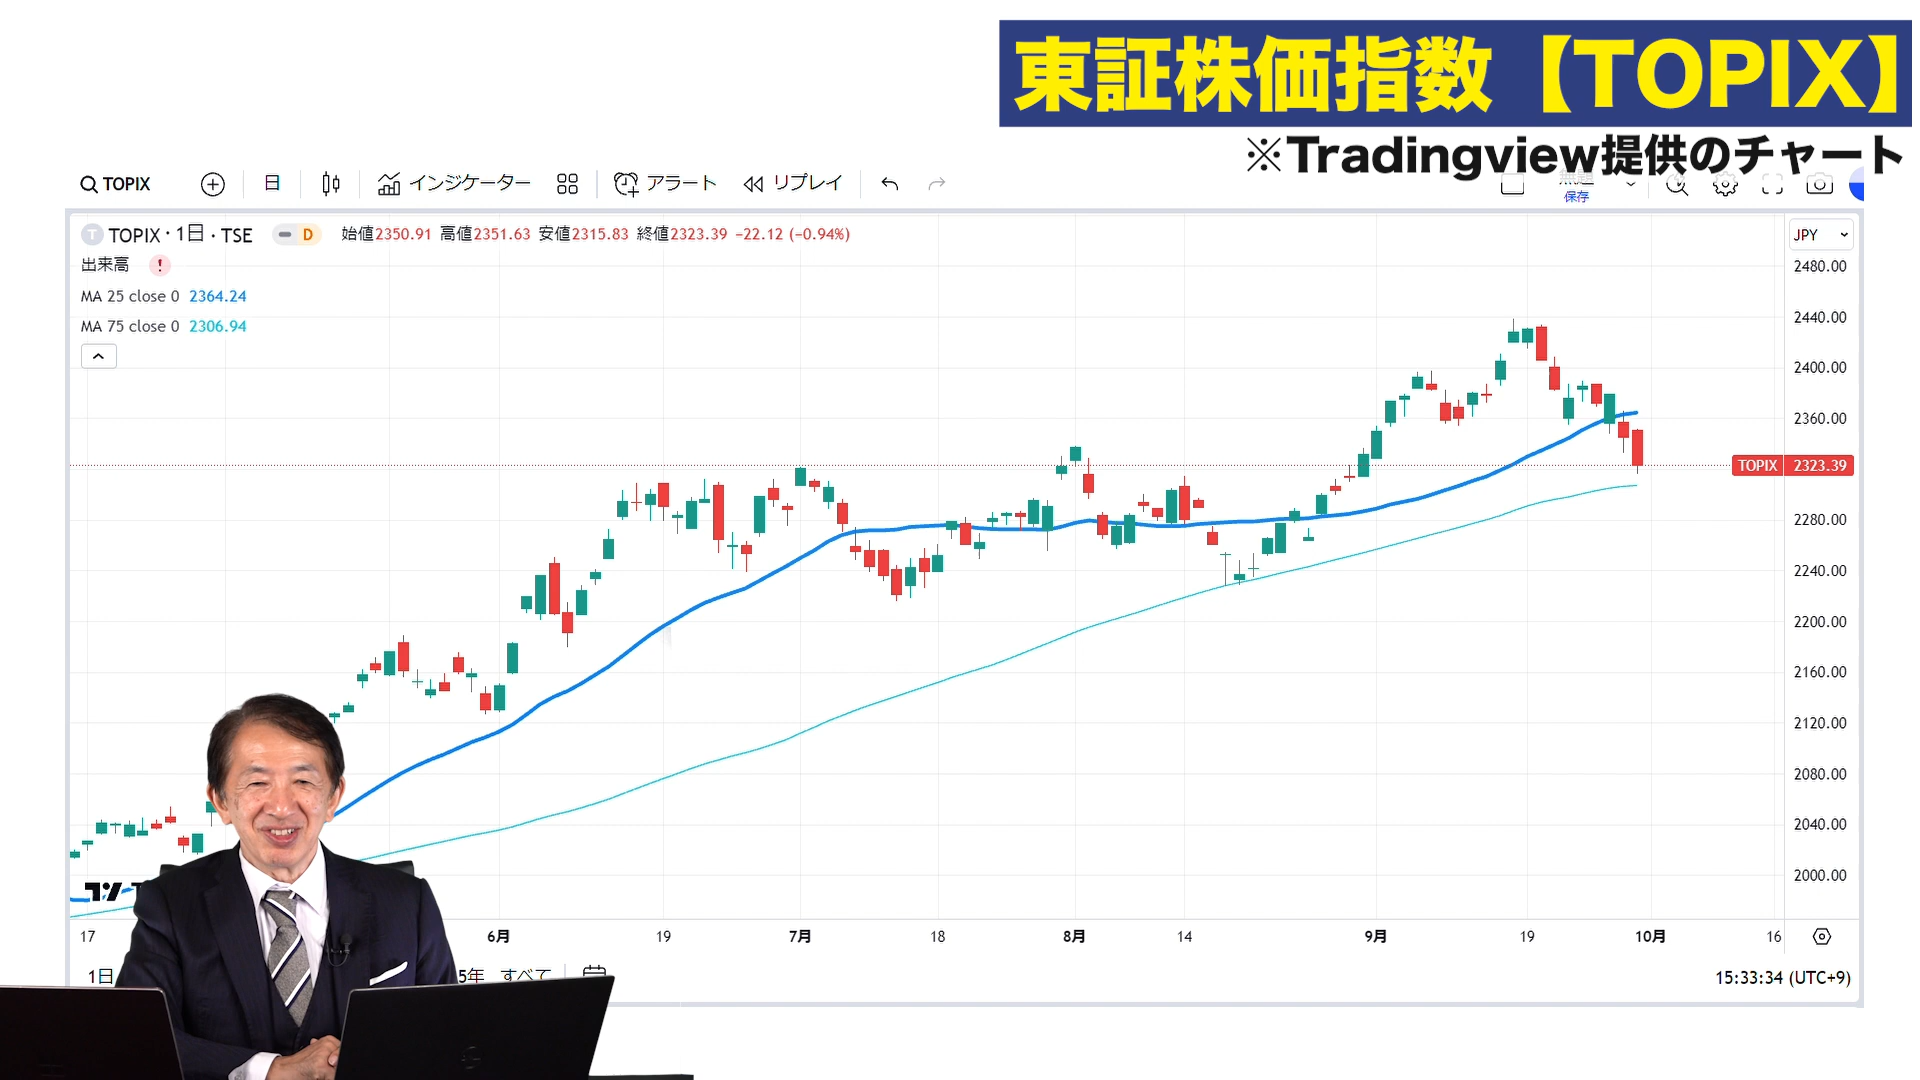 東証株価指数【TOPIX】
※Tradingview提供のチャート
TOPIX 日 インジケーター アラート リプレイ
保存
T TOPIX・1日・TSE D 始値2350.91 高値2351.63 安値2315.83 終値2323.39 −22.12 (−0.94%)
JPY
出来高 !
2480.00
MA 25 close 0 2364.24
2440.00
MA 75 close 0 2306.94
2400.00
2360.00
TOPIX 2323.39
2280.00
2240.00
2200.00
2160.00
2120.00
2080.00
2040.00
2000.00
17 6月 19 7月 18 8月 14 9月 19 10月 16
1日 5年 すべて 15:33:34 (UTC+9)